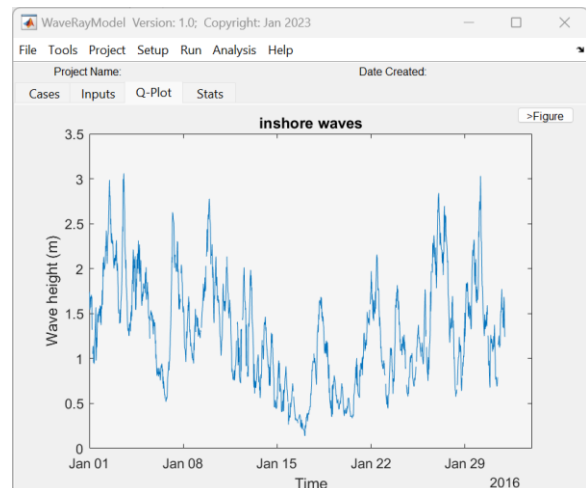 WaveRayModel Version: 1.0; Copyright: Jan 2023
File Tools Project Setup Run Analysis Help
Project Name: Date Created:
Cases Inputs Q-Plot Stats
>Figure
inshore waves
3.5
3
2.5
2
1.5
1
0.5
0
Wave height (m)
Jan 01 Jan 08 Jan 15 Jan 22 Jan 29
Time 2016